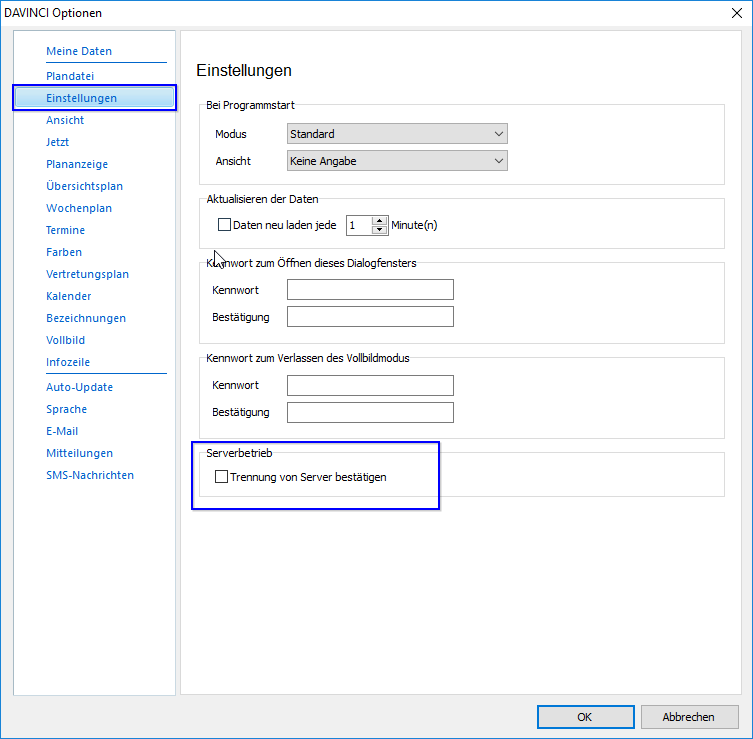 DAVINCI Optionen
Meine Daten
Plandatei
Einstellungen
Ansicht
Jetzt
Plananzeige
Übersichtsplan
Wochenplan
Termine
Farben
Vertretungsplan
Kalender
Bezeichnungen
Vollbild
Infozeile
Auto-Update
Sprache
E-Mail
Mitteilungen
SMS-Nachrichten
Einstellungen
Bei Programmstart
Modus Standard
Ansicht Keine Angabe
Aktualisieren der Daten
Daten neu laden jede 1 Minute(n)
Kennwort zum Öffnen dieses Dialogfensters
Kennwort
Bestätigung
Kennwort zum Verlassen des Vollbildmodus
Kennwort
Bestätigung
Serverbetrieb
Trennung von Server bestätigen
OK Abbrechen